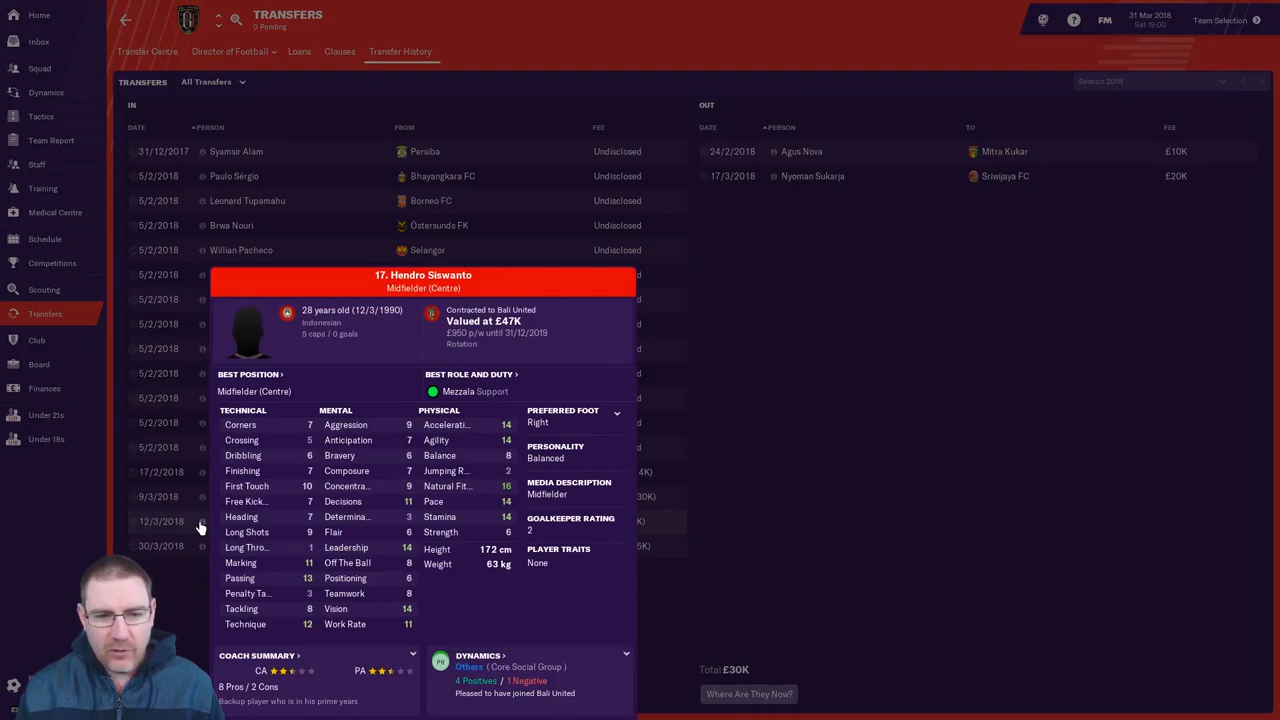 Home
Inbox
Squad
Dynamics
Tactics
Team Report
Staff
Training
Medical Centre
Schedule
Competitions
Scouting
Transfers
Club
Board
Finances
Under 21s
Under 18s
TRANSFERS
0 Pending
FM
31 Mar 2018
Sat 19:00
Team Selection
Transfer Centre
Director of Football
Loans
Clauses
Transfer History
TRANSFERS
All Transfers
Season 2018
IN
DATE PERSON FROM FEE
31/12/2017 Syamsir Alam Persiba Undisclosed
5/2/2018 Paulo Sérgio Bhayangkara FC Undisclosed
5/2/2018 Leonard Tupamahu Borneo FC Undisclosed
5/2/2018 Brwa Nouri Östersunds FK Undisclosed
5/2/2018 Willian Pacheco Selangor Undisclosed
5/2/2018
5/2/2018
5/2/2018
5/2/2018
5/2/2018
5/2/2018
5/2/2018
5/2/2018
17/2/2018
9/3/2018
12/3/2018
30/3/2018
OUT
DATE PERSON TO FEE
24/2/2018 Agus Nova Mitra Kukar £10K
17/3/2018 Nyoman Sukarja Sriwijaya FC £20K
Total £30K
Where Are They Now?
17. Hendro Siswanto
Midfielder (Centre)
28 years old (12/3/1990)
Indonesian
5 caps / 0 goals
Contracted to Bali United
Valued at £47K
£950 p/w until 31/12/2019
Rotation
BEST POSITION
Midfielder (Centre)
BEST ROLE AND DUTY
Mezzala Support
TECHNICAL
Corners 7
Crossing 5
Dribbling 6
Finishing 7
First Touch 10
Free Kick... 7
Heading 7
Long Shots 9
Long Thro... 1
Marking 11
Passing 13
Penalty Ta... 3
Tackling 8
Technique 12
MENTAL
Aggression 9
Anticipation 7
Bravery 6
Composure 7
Concentra... 9
Decisions 11
Determina... 3
Flair 6
Leadership 14
Off The Ball 8
Positioning 6
Teamwork 8
Vision 14
Work Rate 11
PHYSICAL
Accelerati... 14
Agility 14
Balance 8
Jumping R... 2
Natural Fit... 16
Pace 14
Stamina 14
Strength 6
Height 172 cm
Weight 63 kg
PREFERRED FOOT
Right
PERSONALITY
Balanced
MEDIA DESCRIPTION
Midfielder
GOALKEEPER RATING
2
PLAYER TRAITS
None
COACH SUMMARY
CA PA
8 Pros / 2 Cons
Backup player who is in his prime years
DYNAMICS
PR
Others ( Core Social Group )
4 Positives / 1 Negative
Pleased to have joined Bali United